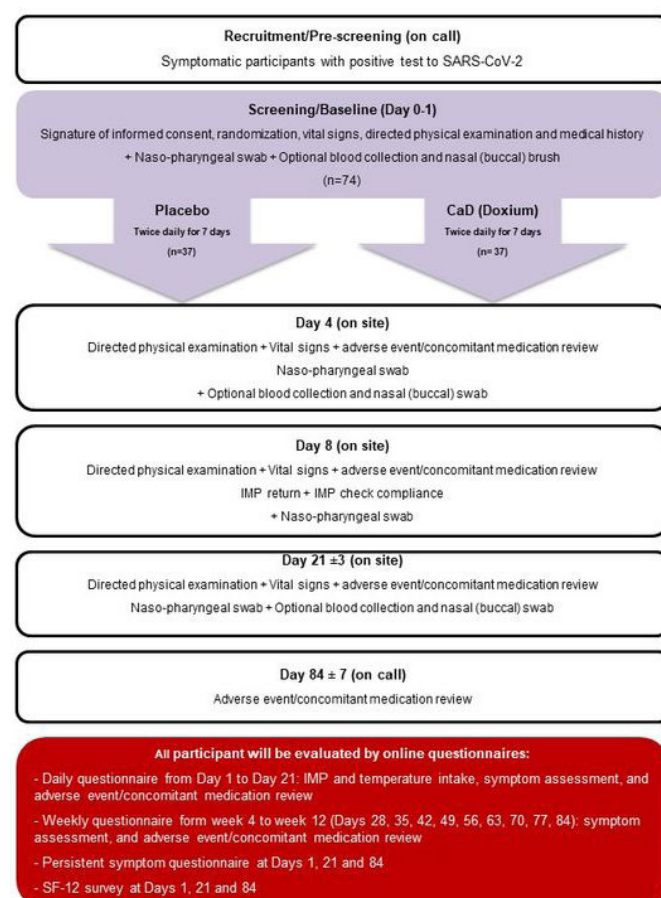 Recruitment/Pre-screening (on call)
Symptomatic participants with positive test to SARS-CoV-2
Screening/Baseline (Day 0-1)
Signature of informed consent, randomization, vital signs, directed physical examination and medical history
+ Naso-pharyngeal swab + Optional blood collection and nasal (buccal) brush
(n=74)
Placebo
Twice daily for 7 days
(n=37)
CaD (Doxium)
Twice daily for 7 days
(n= 37)
Day 4 (on site)
Directed physical examination + Vital signs + adverse event/concomitant medication review
Naso-pharyngeal swab
+ Optional blood collection and nasal (buccal) swab
Day 8 (on site)
Directed physical examination + Vital signs + adverse event/concomitant medication review
IMP return + IMP check compliance
+ Naso-pharyngeal swab
Day 21 ±3 (on site)
Directed physical examination + Vital signs + adverse event/concomitant medication review
Naso-pharyngeal swab + Optional blood collection and nasal (buccal) swab
Day 84 ± 7 (on call)
Adverse event/concomitant medication review
All participant will be evaluated by online questionnaires:
- Daily questionnaire from Day 1 to Day 21: IMP and temperature intake, symptom assessment, and
adverse event/concomitant medication review
- Weekly questionnaire form week 4 to week 12 (Days 28, 35, 42, 49, 56, 63, 70, 77, 84): symptom
assessment, and adverse event/concomitant medication review
- Persistent symptom questionnaire at Days 1, 21 and 84
- SF-12 survey at Days 1, 21 and 84